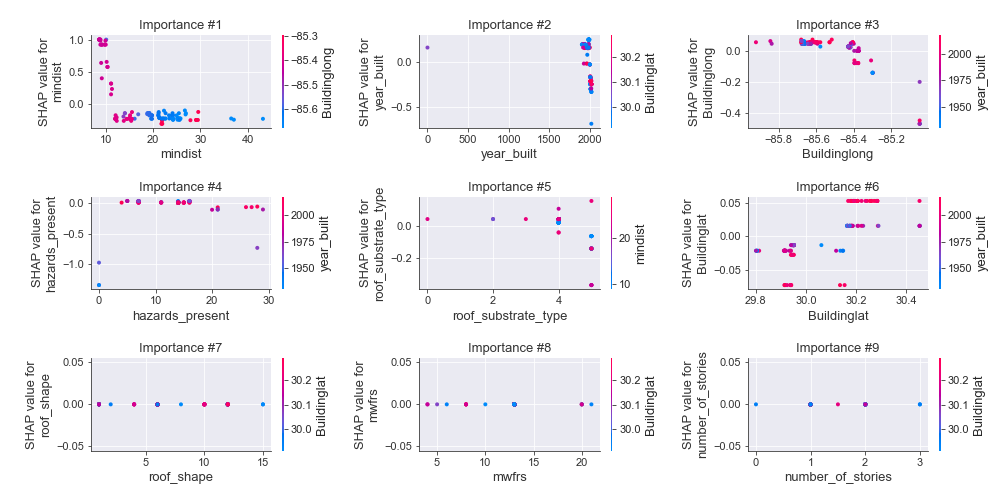 Importance #1
1.0
0.5
0.0
SHAP value for
mindist
10
20
30
40
mindist
−85.3
−85.4
−85.5
−85.6
Buildinglong
Importance #2
0.0
−0.5
SHAP value for
year_built
0
500
1000
1500
2000
year_built
30.2
30.1
30.0
Buildinglat
Importance #3
0.0
−0.2
−0.4
SHAP value for
Buildinglong
−85.8
−85.6
−85.4
−85.2
Buildinglong
2000
1975
1950
year_built
Importance #4
0.0
−0.5
−1.0
SHAP value for
hazards_present
0
10
20
30
hazards_present
2000
1975
1950
year_built
Importance #5
0.0
−0.2
SHAP value for
roof_substrate_type
0
2
4
roof_substrate_type
20
10
mindist
Importance #6
0.05
0.00
−0.05
SHAP value for
Buildinglat
29.8
30.0
30.2
30.4
Buildinglat
2000
1975
1950
year_built
Importance #7
0.05
0.00
−0.05
SHAP value for
roof_shape
5
10
15
roof_shape
30.2
30.1
30.0
Buildinglat
Importance #8
0.05
0.00
−0.05
SHAP value for
mwfrs
5
10
15
20
mwfrs
30.2
30.1
30.0
Buildinglat
Importance #9
0.05
0.00
−0.05
SHAP value for
number_of_stories
0
1
2
3
number_of_stories
30.2
30.1
30.0
Buildinglat